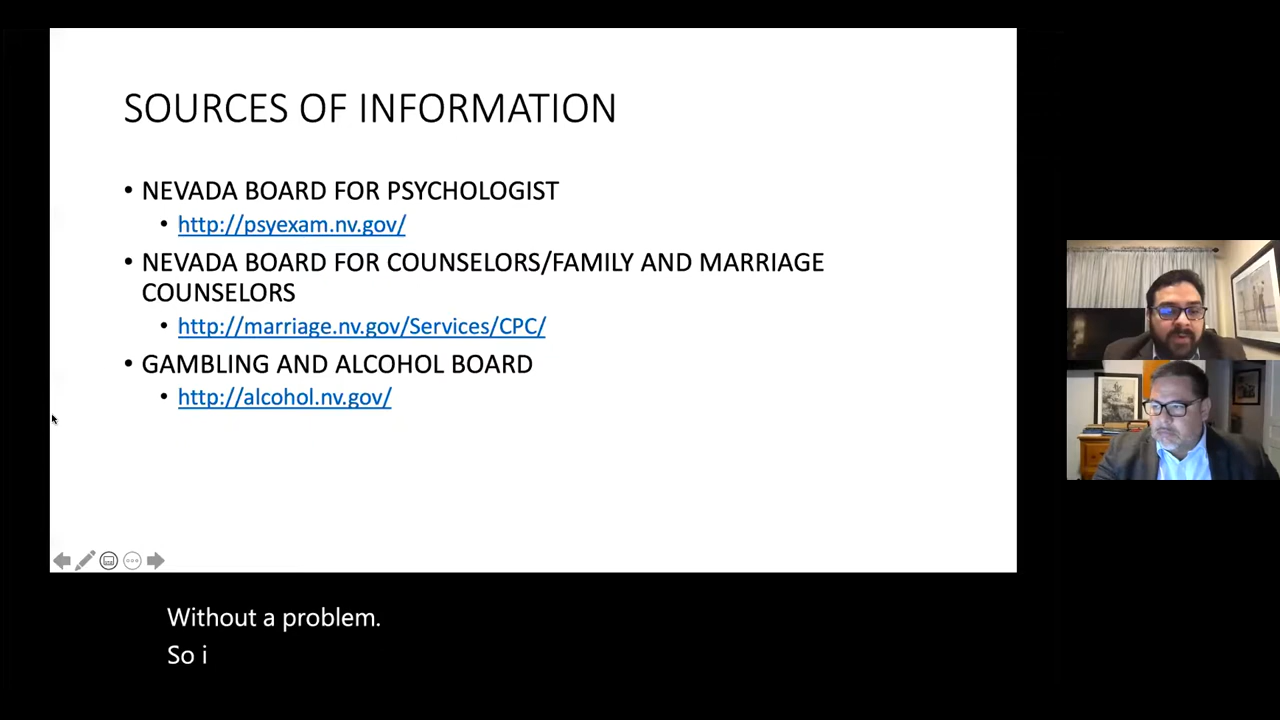 SOURCES OF INFORMATION
• NEVADA BOARD FOR PSYCHOLOGIST
• http://psyexam.nv.gov/
• NEVADA BOARD FOR COUNSELORS/FAMILY AND MARRIAGE
COUNSELORS
• http://marriage.nv.gov/Services/CPC/
• GAMBLING AND ALCOHOL BOARD
• http://alcohol.nv.gov/
Without a problem.
So i